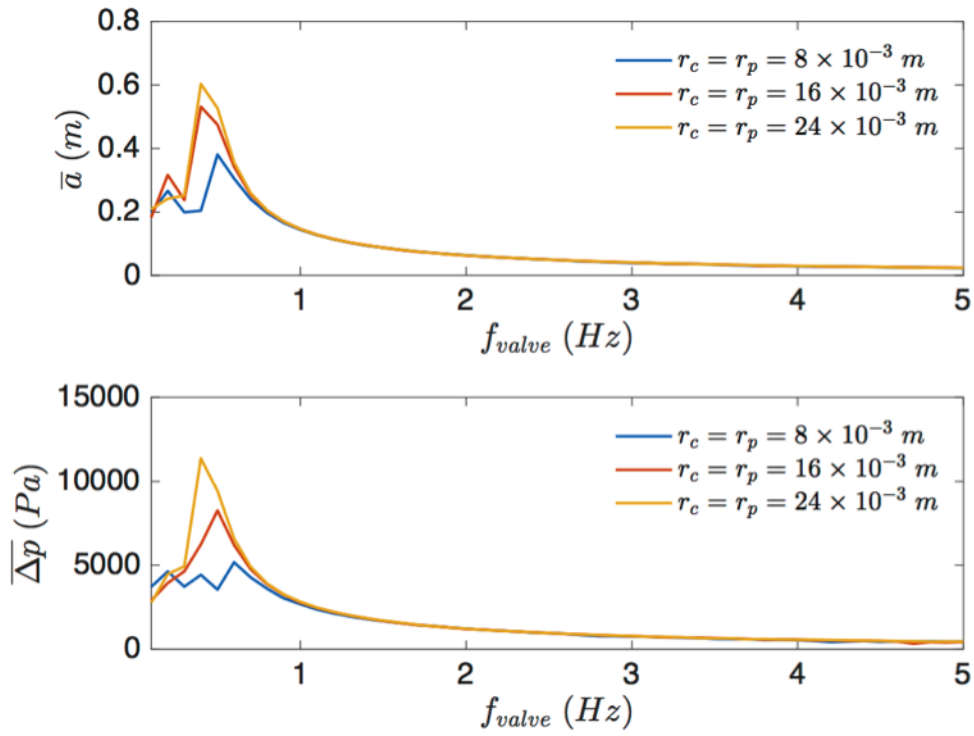 0.8
0.6
0.4
0.2
0
a̅ (m)
r_c = r_p = 8 × 10⁻³ m
r_c = r_p = 16 × 10⁻³ m
r_c = r_p = 24 × 10⁻³ m
1 2 3 4 5
f_valve (Hz)
15000
10000
5000
0
Δp̅ (Pa)
r_c = r_p = 8 × 10⁻³ m
r_c = r_p = 16 × 10⁻³ m
r_c = r_p = 24 × 10⁻³ m
1 2 3 4 5
f_valve (Hz)